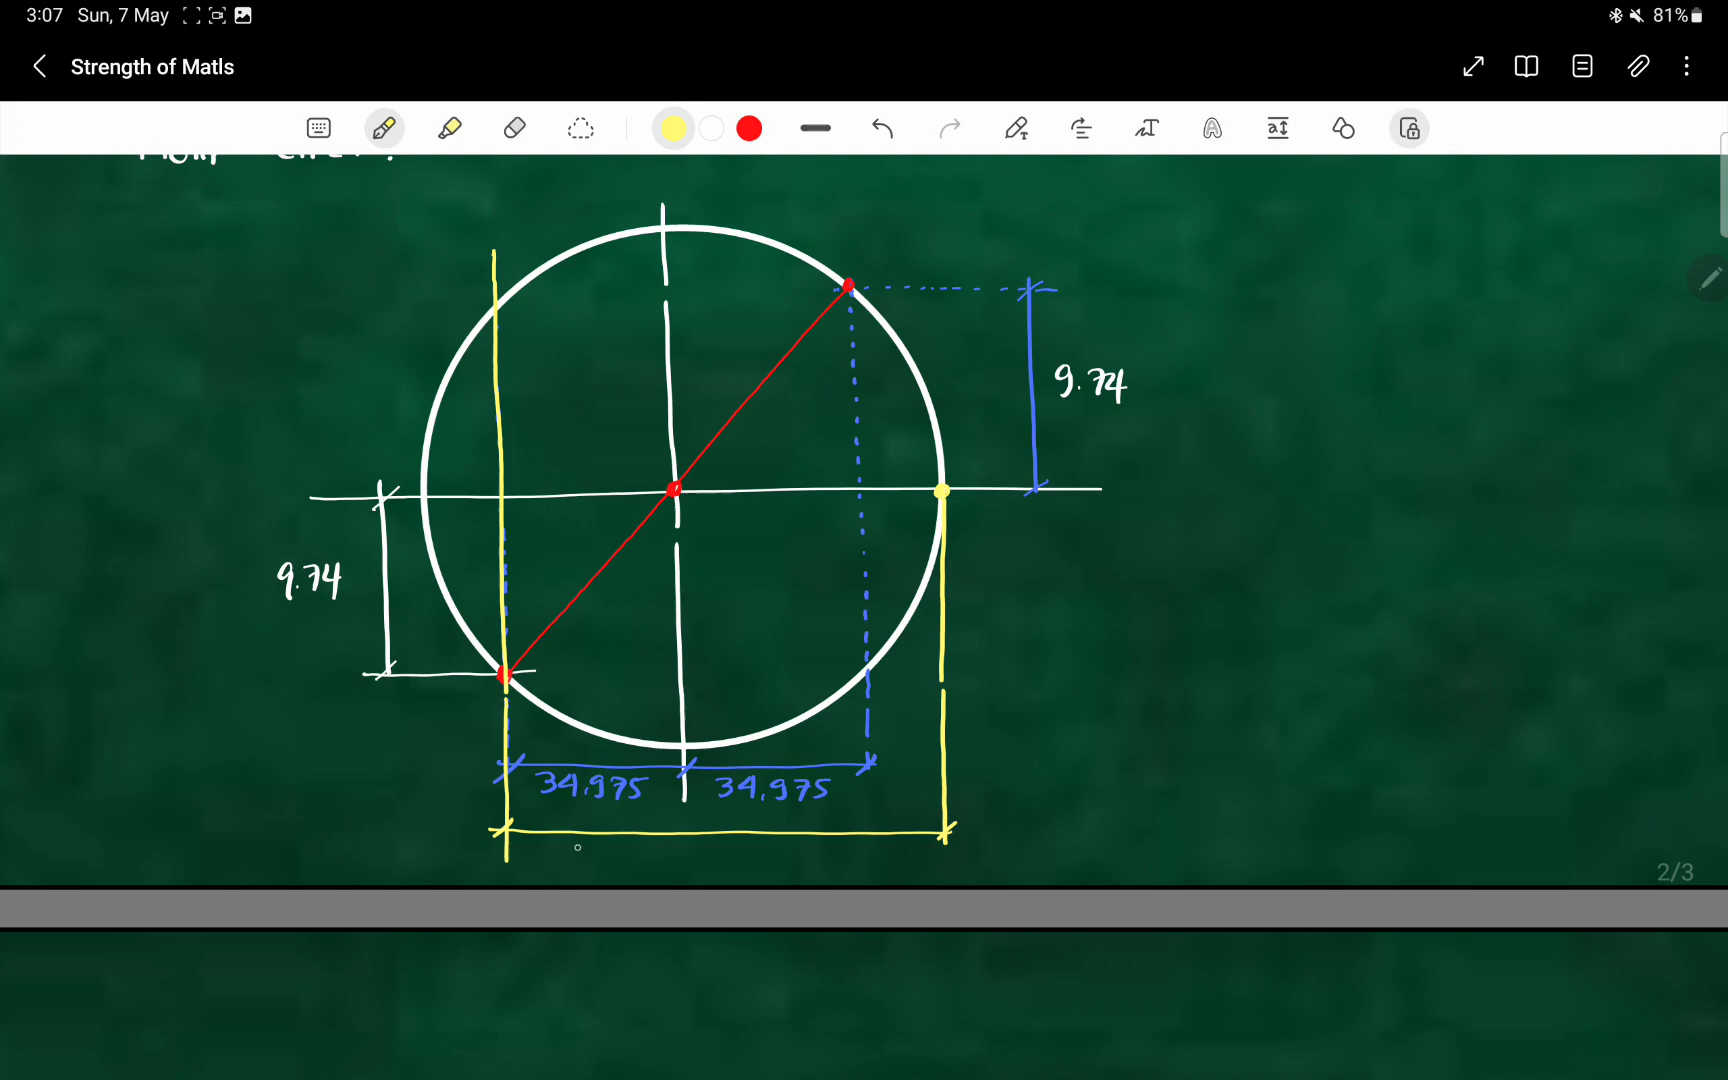 3:07 Sun, 7 May
81%
Strength of Matls
9.74
9.74
34.975 34.975
2/3